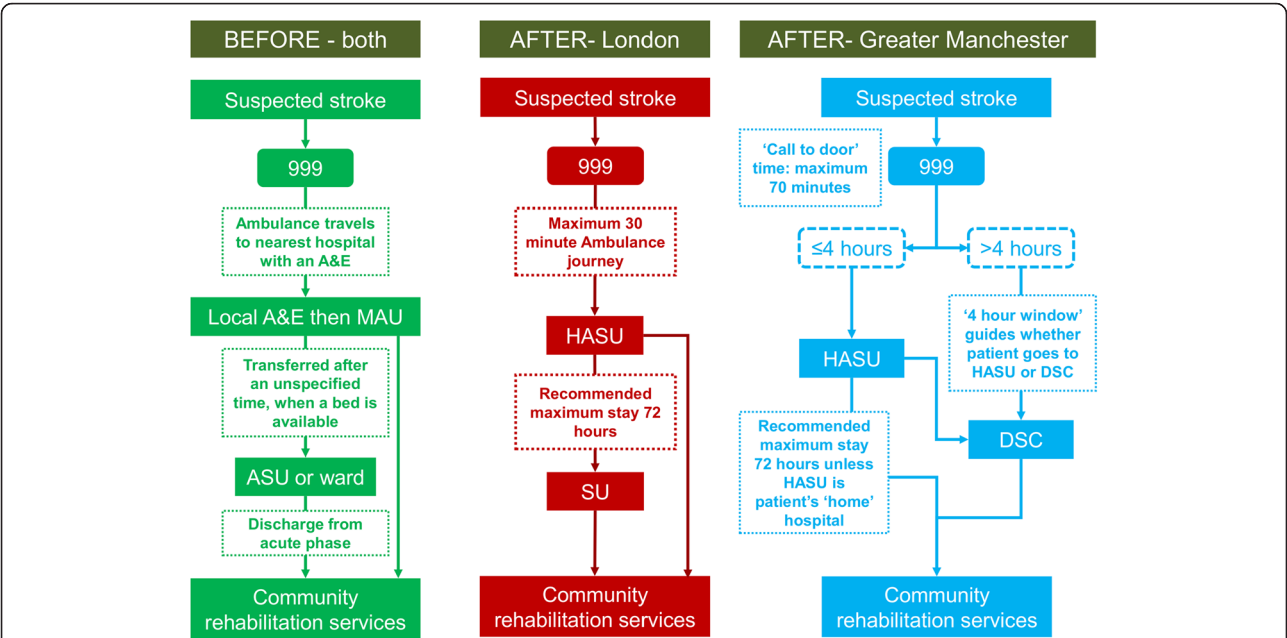 BEFORE - both
Suspected stroke
999
Ambulance travels
to nearest hospital
with an A&E
Local A&E then MAU
Transferred after
an unspecified
time, when a bed is
available
ASU or ward
Discharge from
acute phase
Community
rehabilitation services
AFTER- London
Suspected stroke
999
Maximum 30
minute Ambulance
journey
HASU
Recommended
maximum stay 72
hours
SU
Community
rehabilitation services
AFTER- Greater Manchester
Suspected stroke
‘Call to door’
time: maximum
70 minutes
999
≤4 hours
>4 hours
‘4 hour window’
guides whether
patient goes to
HASU or DSC
HASU
Recommended
maximum stay
72 hours unless
HASU is
patient’s ‘home’
hospital
DSC
Community
rehabilitation services